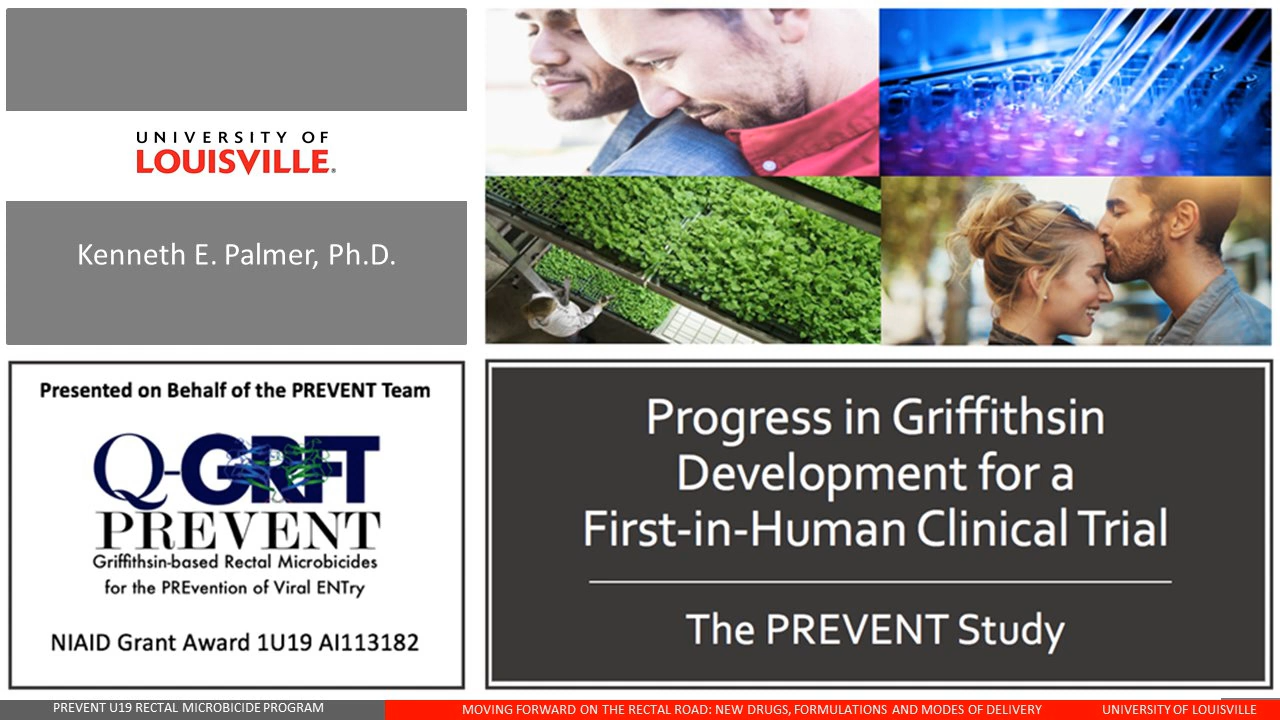 UNIVERSITY OF
LOUISVILLE®
Kenneth E. Palmer, Ph.D.
Presented on Behalf of the PREVENT Team
Q-GRFT
PREVENT
Griffithsin-based Rectal Microbicides
for the PREvention of Viral ENTry
NIAID Grant Award 1U19 AI113182
Progress in Griffithsin
Development for a
First-in-Human Clinical Trial
The PREVENT Study
PREVENT U19 RECTAL MICROBICIDE PROGRAM
MOVING FORWARD ON THE RECTAL ROAD: NEW DRUGS, FORMULATIONS AND MODES OF DELIVERY
UNIVERSITY OF LOUISVILLE